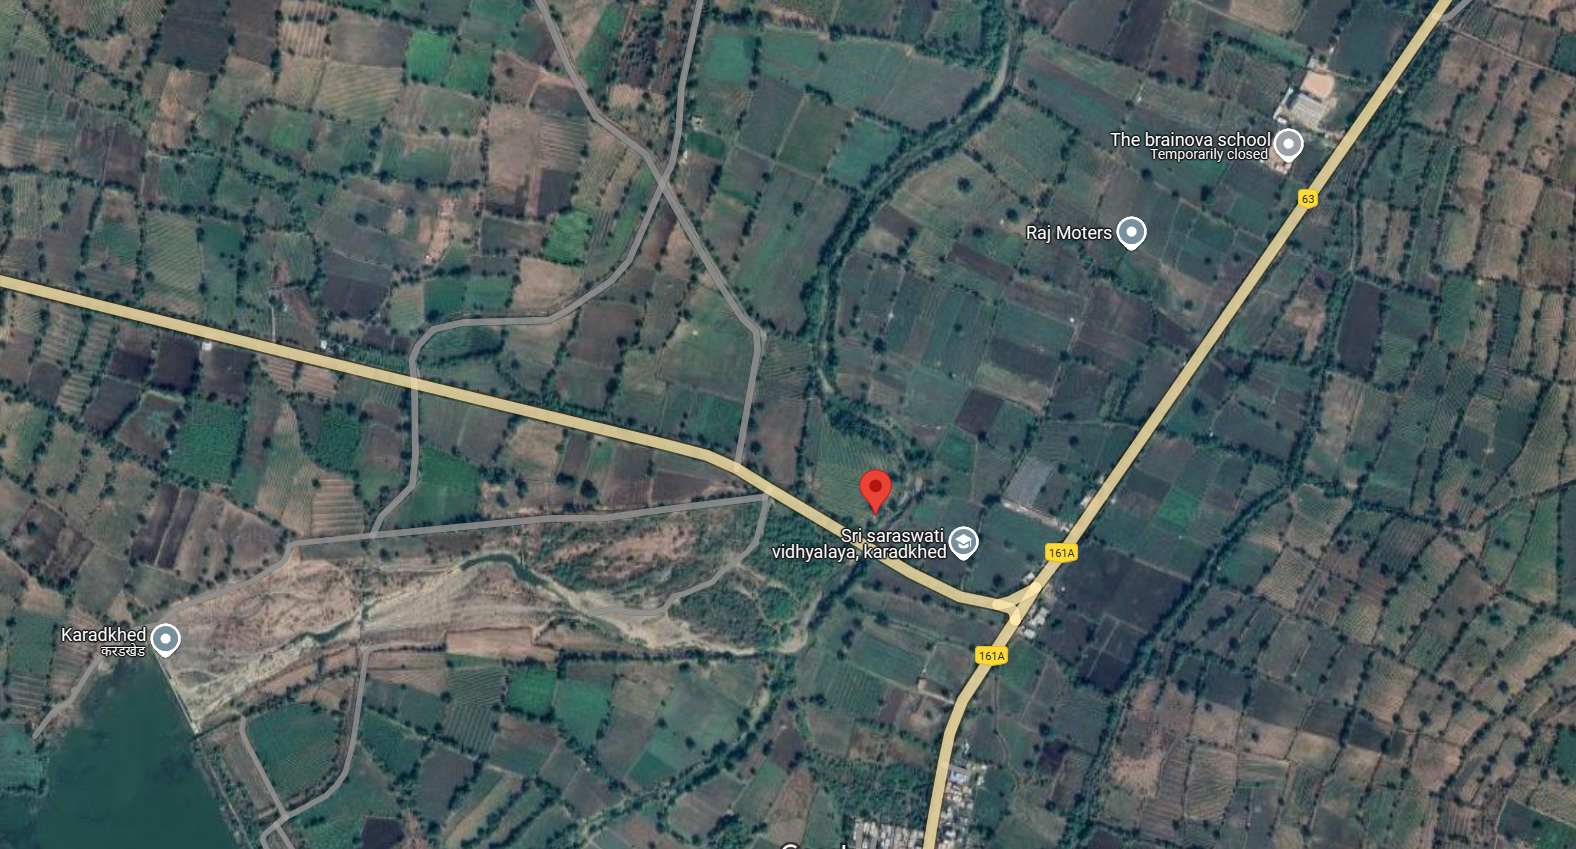 The brainova school
Temporarily closed
63
Raj Moters
Sri saraswati
vidhyalaya, karadkhed
161A
Karadkhed
करडखेड
161A